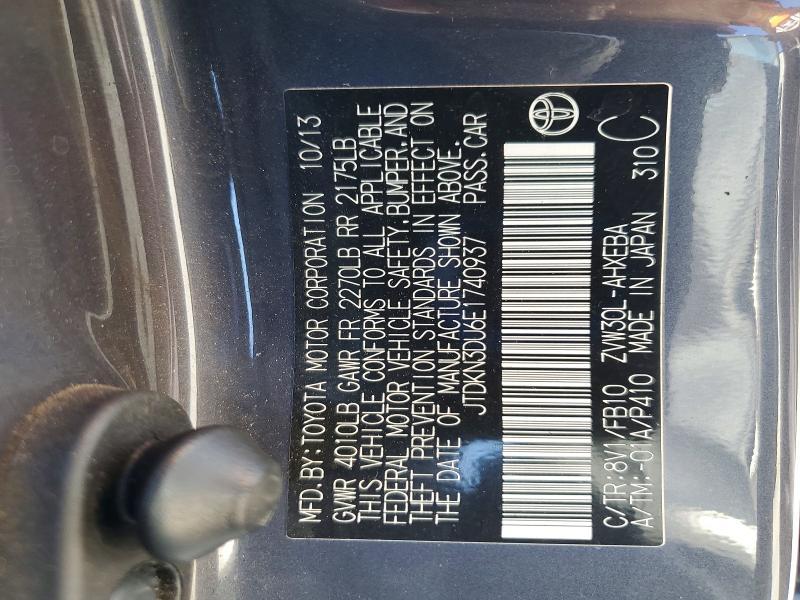 MFD.BY:TOYOTA MOTOR CORPORATION 10/13
GVWR 4010LB GAWR FR 2270LB RR 2175LB
THIS VEHICLE CONFORMS TO ALL APPLICABLE
FEDERAL MOTOR VEHICLE SAFETY,BUMPER,AND
THEFT PREVENTION STANDARDS IN EFFECT ON
THE DATE OF MANUFACTURE SHOWN ABOVE.
JTDKN3DU6E1740937 PASS.CAR
C/TR:8V1/FB10 ZVW30L-AHXEBA
A/TM:-01A/P410 MADE IN JAPAN 310 C